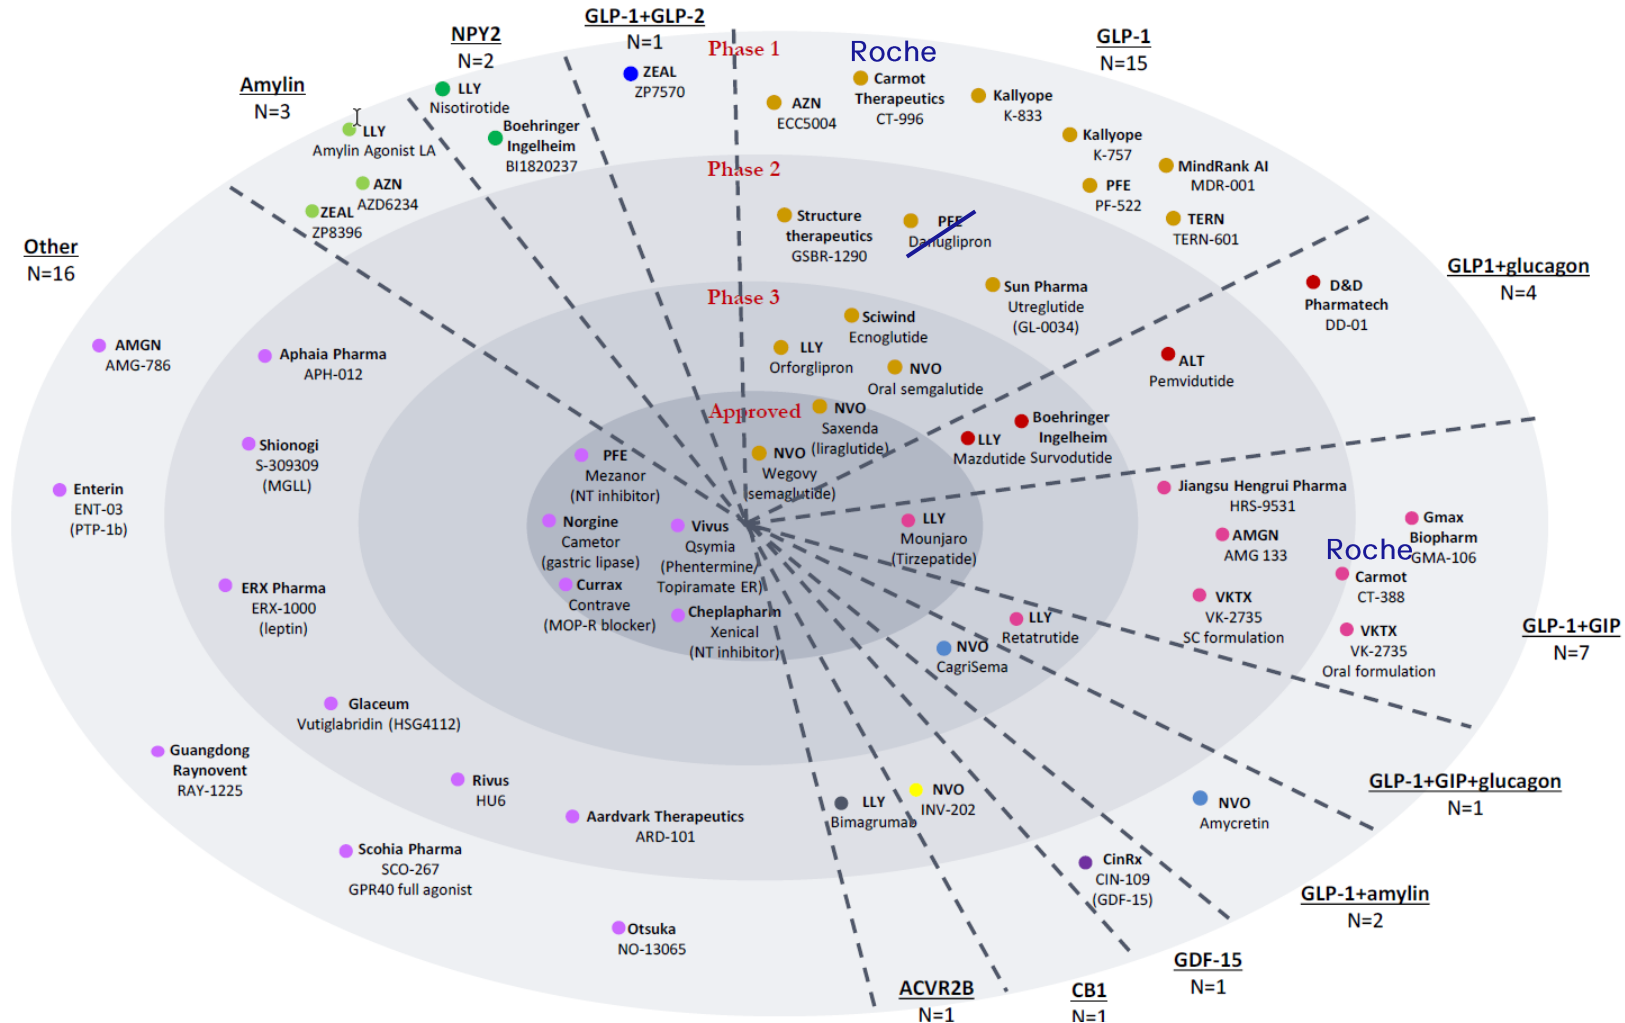 GLP-1+GLP-2
N=1
NPY2
N=2
Amylin
N=3
Other
N=16
GLP-1
N=15
GLP1+glucagon
N=4
GLP-1+GIP
N=7
GLP-1+GIP+glucagon
N=1
GLP-1+amylin
N=2
GDF-15
N=1
CB1
N=1
ACVR2B
N=1
Phase 1
Phase 2
Phase 3
Approved
ZEAL
ZP7570
LLY
Nisotirotide
Boehringer
Ingelheim
BI1820237
LLY
Amylin Agonist LA
AZN
AZD6234
ZEAL
ZP8396
Roche
AZN
ECC5004
Carmot
Therapeutics
CT-996
Kallyope
K-833
Kallyope
K-757
MindRank AI
MDR-001
PFE
PF-522
TERN
TERN-601
Structure
therapeutics
GSBR-1290
PFE
Danuglipron
Sun Pharma
Utreglutide
(GL-0034)
Sciwind
Ecnoglutide
LLY
Orforglipron
NVO
Oral semgalutide
NVO
Saxenda
(liraglutide)
NVO
Wegovy
(semaglutide)
D&D
Pharmatech
DD-01
ALT
Pemvidutide
Boehringer
Ingelheim
Survodutide
LLY
Mazdutide
Jiangsu Hengrui Pharma
HRS-9531
AMGN
AMG 133
VKTX
VK-2735
SC formulation
Gmax
Biopharm
GMA-106
Roche
Carmot
CT-388
VKTX
VK-2735
Oral formulation
LLY
Mounjaro
(Tirzepatide)
LLY
Retatrutide
NVO
CagriSema
NVO
Amycretin
CinRx
CIN-109
(GDF-15)
NVO
INV-202
LLY
Bimagrumab
AMGN
AMG-786
Aphaia Pharma
APH-012
Shionogi
S-309309
(MGLL)
Enterin
ENT-03
(PTP-1b)
ERX Pharma
ERX-1000
(leptin)
Glaceum
Vutiglabridin (HSG4112)
Guangdong
Raynovent
RAY-1225
Rivus
HU6
Aardvark Therapeutics
ARD-101
Scohia Pharma
SCO-267
GPR40 full agonist
Otsuka
NO-13065
PFE
Mezanor
(NT inhibitor)
Norgine
Cametor
(gastric lipase)
Vivus
Qsymia
(Phentermine/
Topiramate ER)
Currax
Contrave
(MOP-R blocker)
Cheplapharm
Xenical
(NT inhibitor)